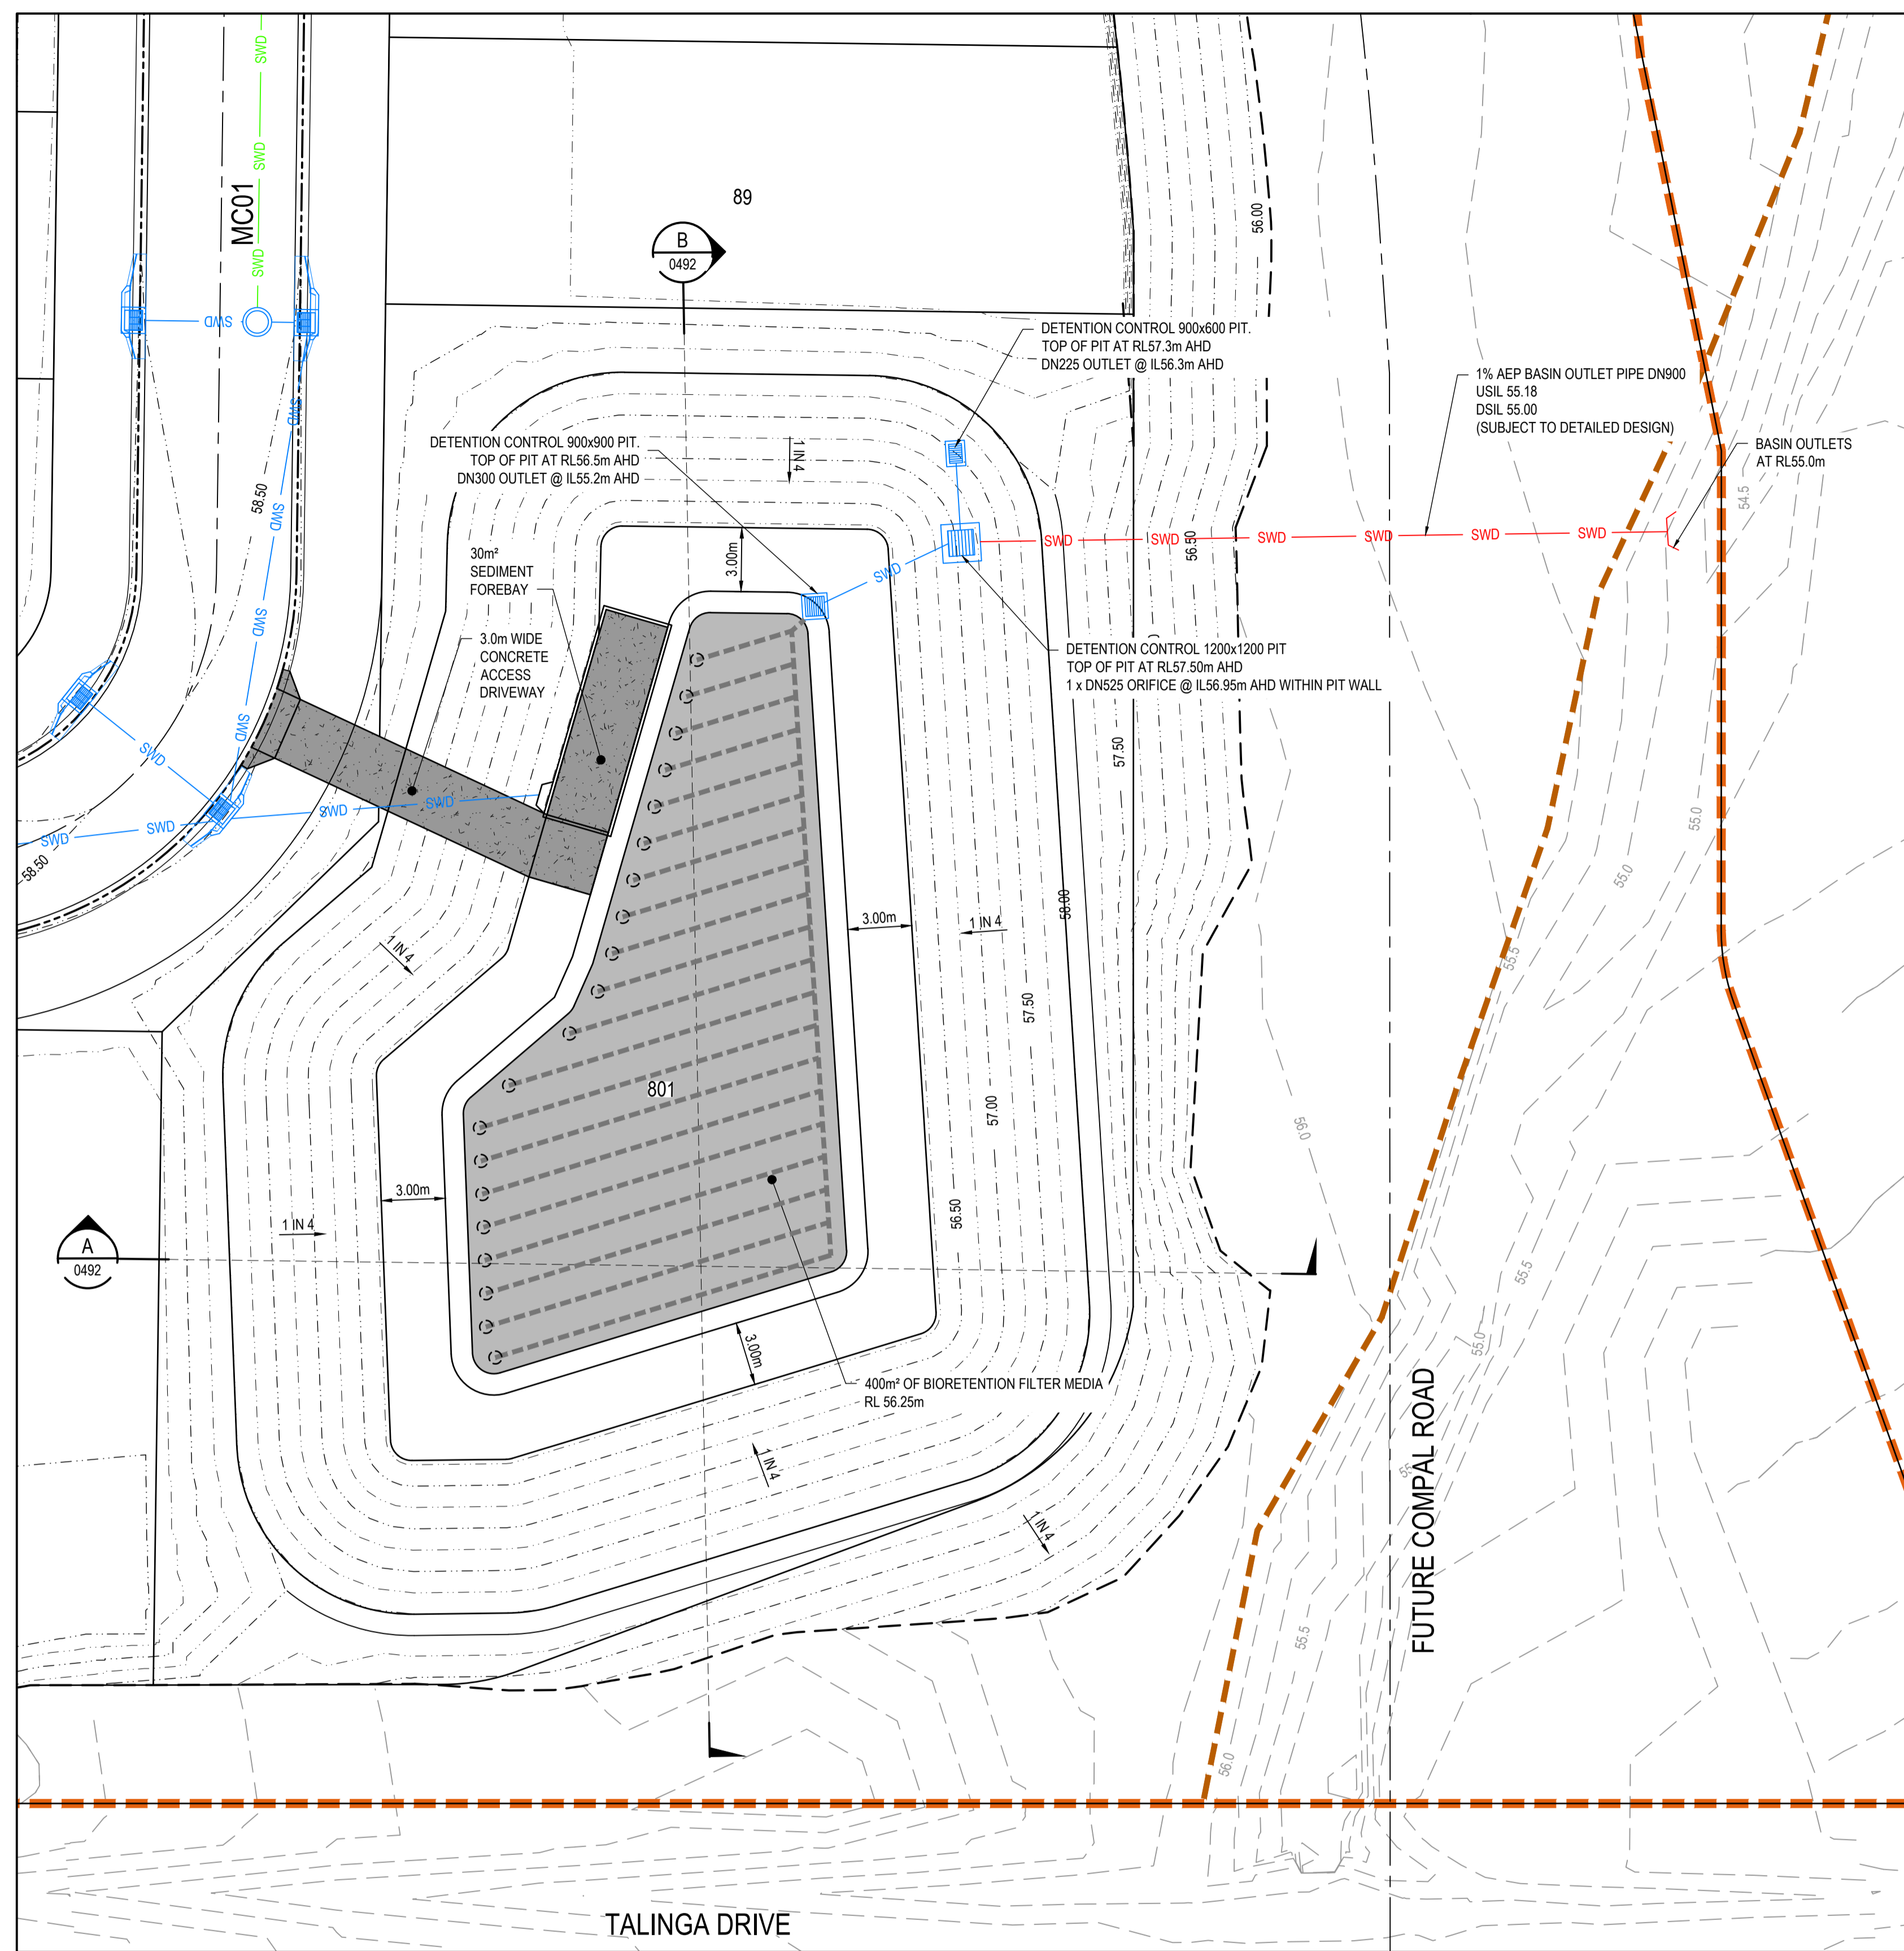 SWD
SWD
SWD
MC01
SWD
SWD
SWD
SWD
SWD
SWD
58.50
SWD
SWD
SWD
SWD
SWD
SWD
58.50
89
B
0492
56.00
DETENTION CONTROL 900x600 PIT.
TOP OF PIT AT RL57.3m AHD
DN225 OUTLET @ IL56.3m AHD
1% AEP BASIN OUTLET PIPE DN900
USIL 55.18
DSIL 55.00
(SUBJECT TO DETAILED DESIGN)
BASIN OUTLETS
AT RL55.0m
54.5
DETENTION CONTROL 900x900 PIT.
TOP OF PIT AT RL56.5m AHD
DN300 OUTLET @ IL55.2m AHD
1 IN 4
30m²
SEDIMENT
FOREBAY
3.00m
SWD
SWD
SWD
56.50
SWD
SWD
SWD
SWD
3.0m WIDE
CONCRETE
ACCESS
DRIVEWAY
DETENTION CONTROL 1200x1200 PIT
TOP OF PIT AT RL57.50m AHD
1 x DN525 ORIFICE @ IL56.95m AHD WITHIN PIT WALL
57.50
55.0
55.0
58.00
3.00m
1 IN 4
1 IN 4
55.5
57.50
801
57.00
56.0
3.00m
56.50
1 IN 4
A
0492
55.5
55.0
3.00m
400m² OF BIORETENTION FILTER MEDIA
RL 56.25m
1 IN 4
1 IN 4
55.5
56.0
FUTURE COMPAL ROAD
TALINGA DRIVE